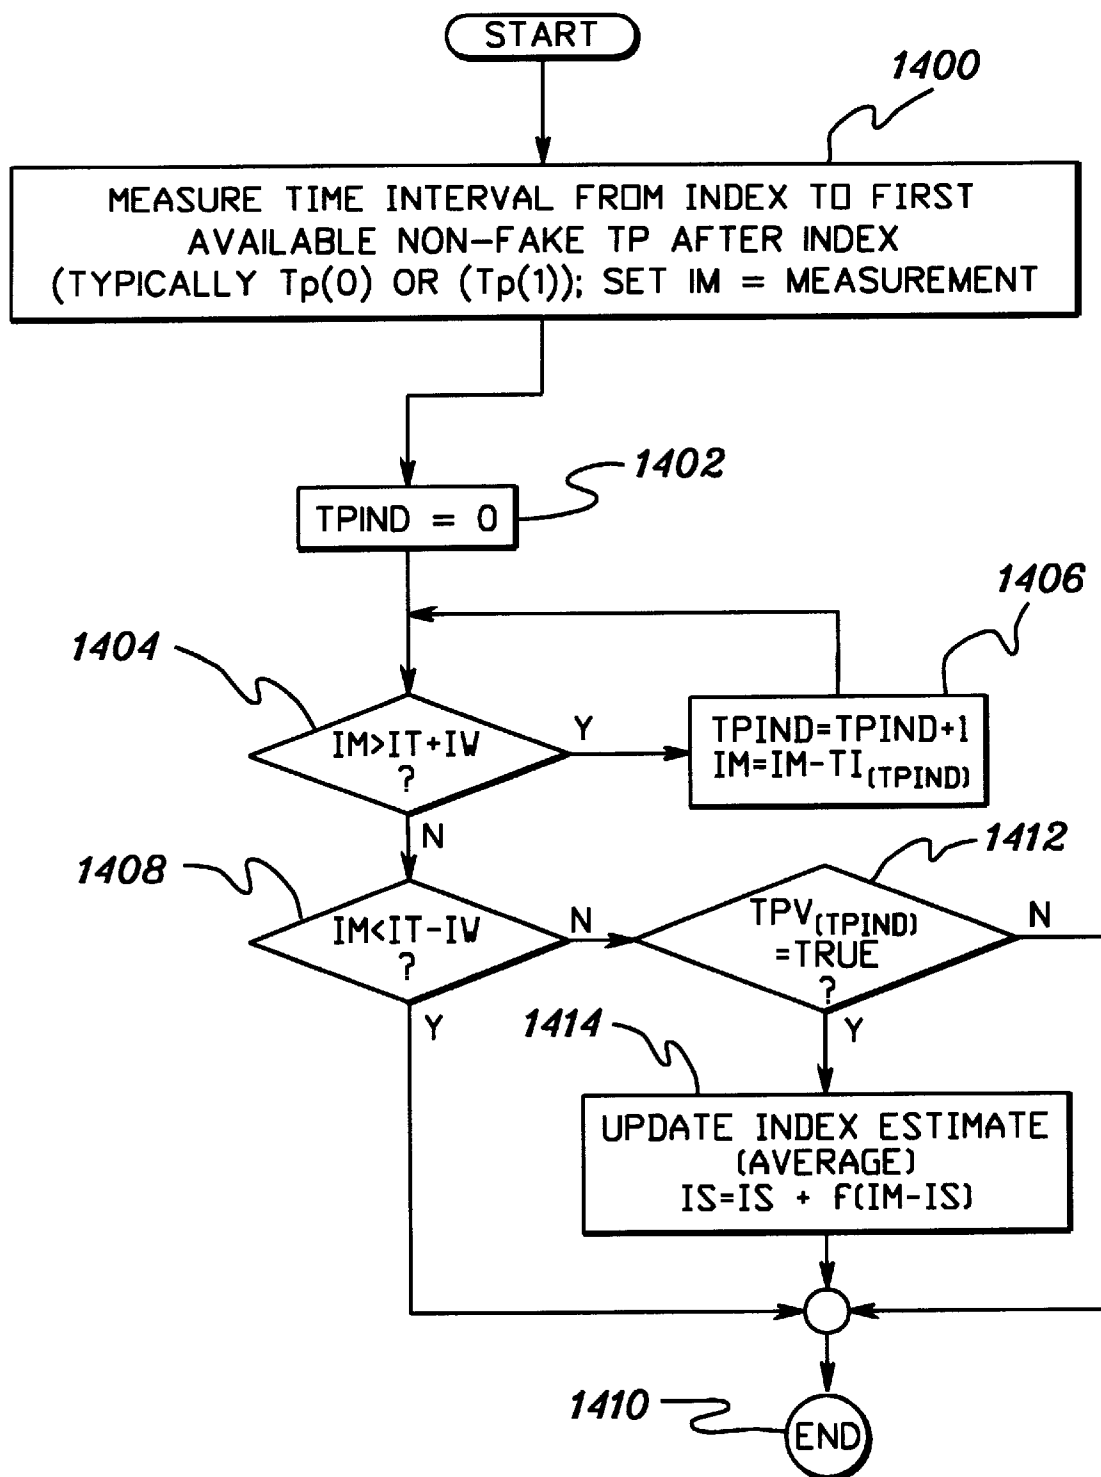 START
1400
MEASURE TIME INTERVAL FROM INDEX TO FIRST
AVAILABLE NON-FAKE TP AFTER INDEX
(TYPICALLY Tp(0) OR (Tp(1)); SET IM = MEASUREMENT
1402
TPIND = 0
1406
1404
IM>IT+IW
?
Y
TPIND=TPIND+1
IM=IM-TI(TPIND)
N
1412
1408
IM<IT-IW
?
N
TPV(TPIND)
=TRUE
?
N
Y
1414
Y
UPDATE INDEX ESTIMATE
(AVERAGE)
IS=IS + f(IM-IS)
1410
END